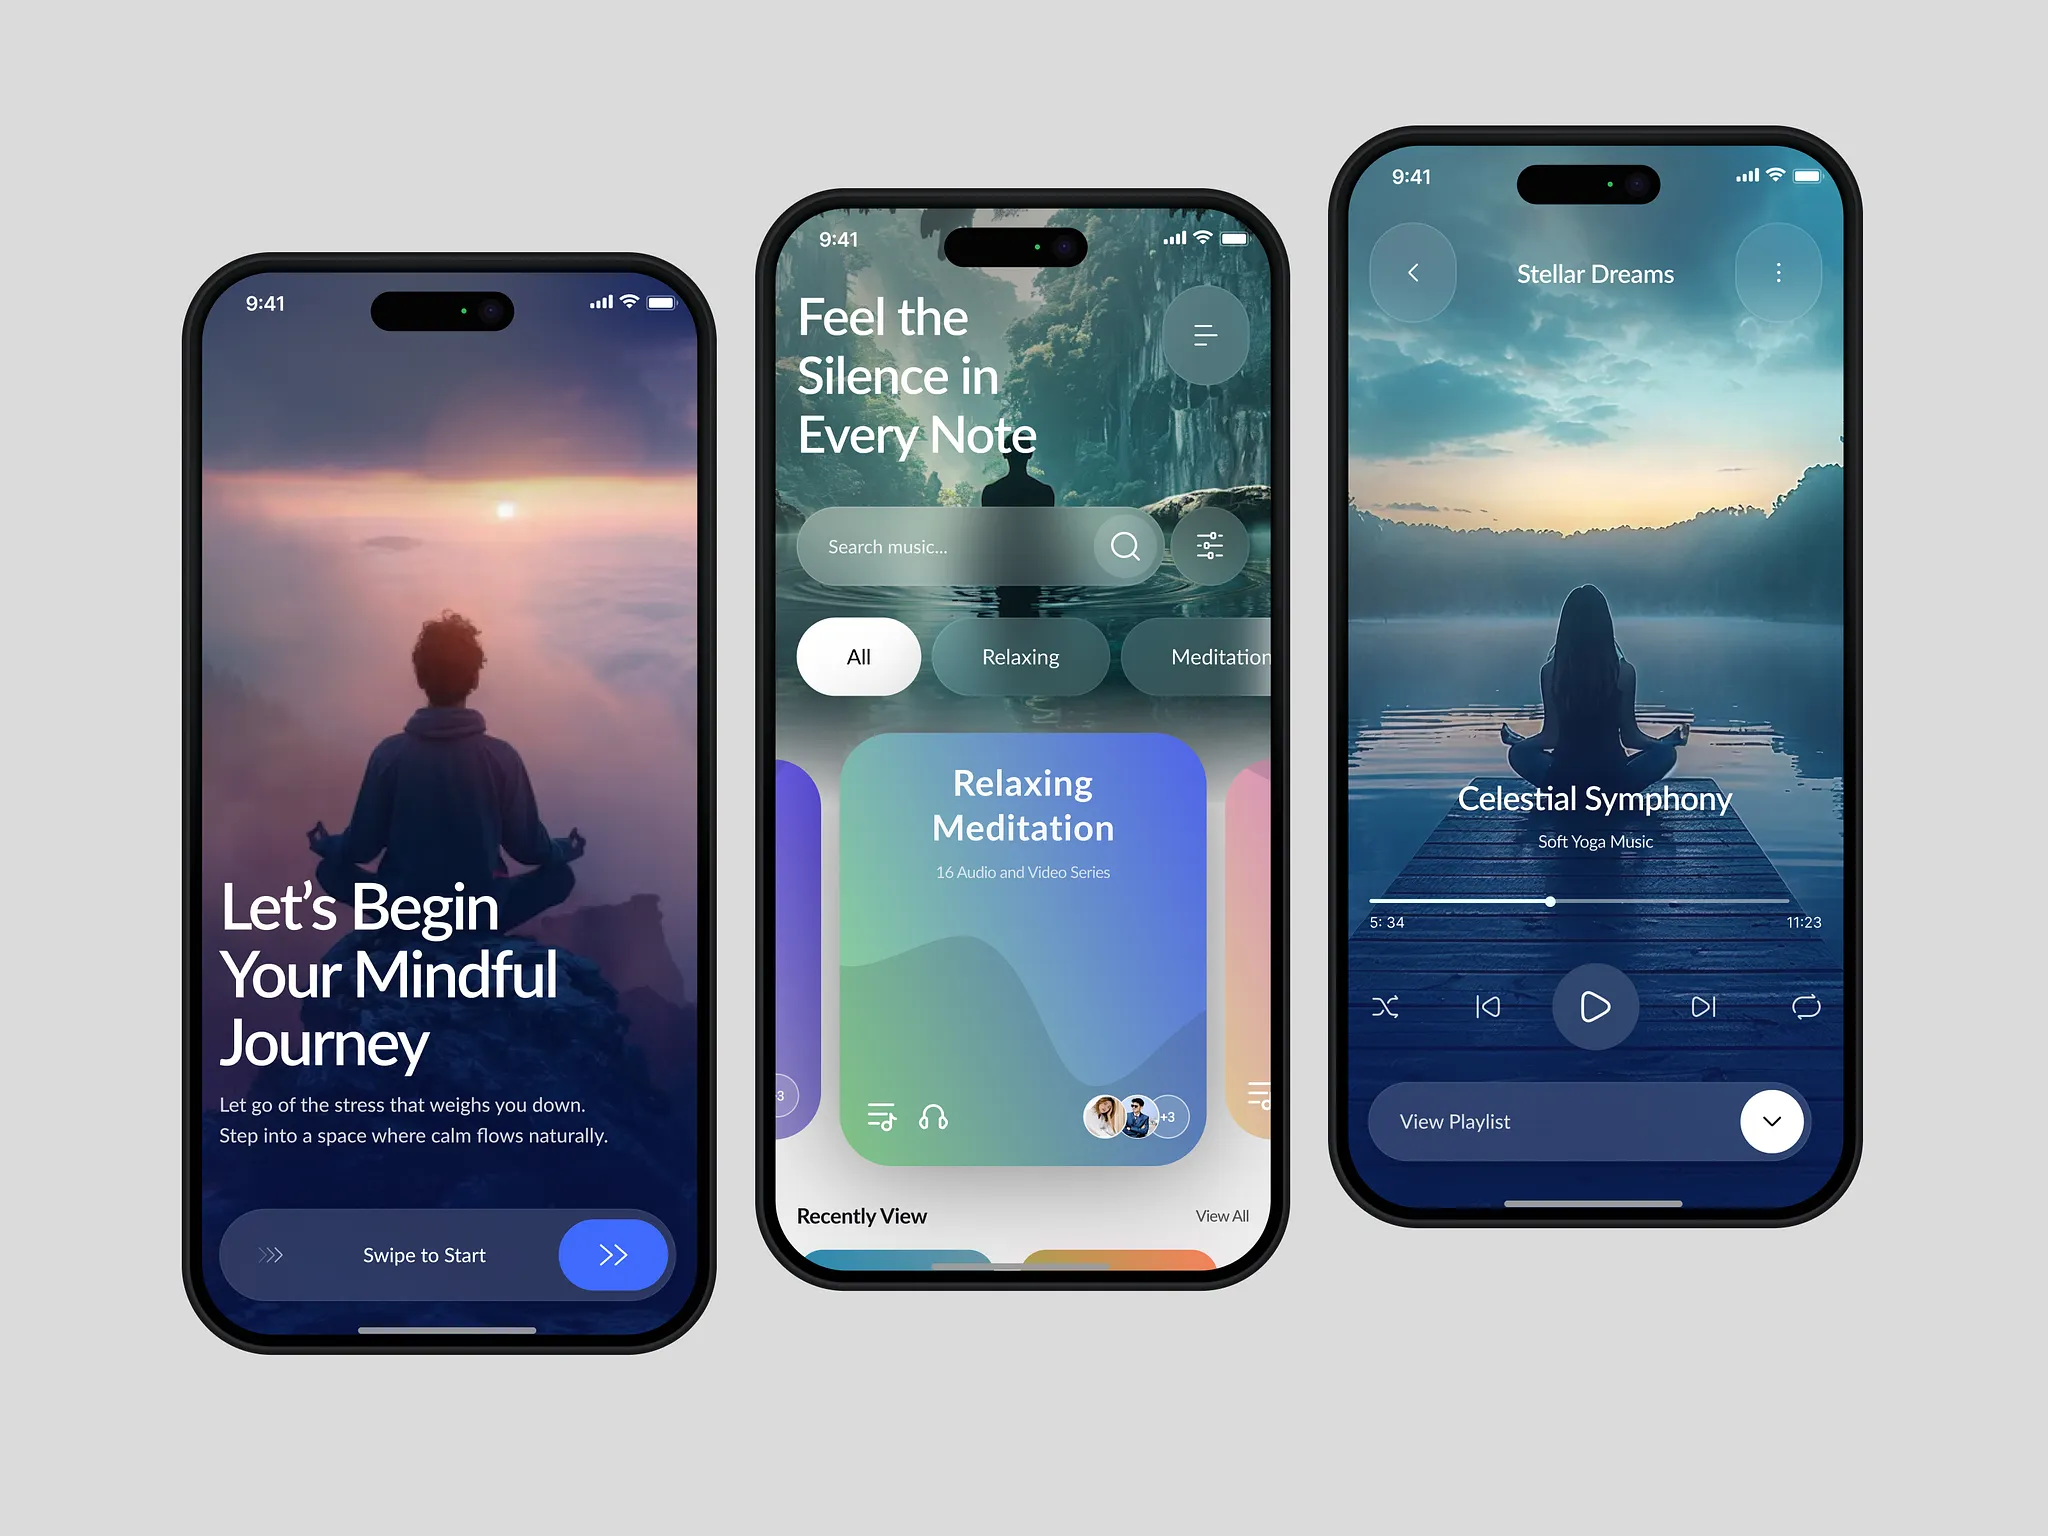 9:41
Let's Begin
Your Mindful
Journey
Let go of the stress that weighs you down.
Step into a space where calm flows naturally.
Swipe to Start
9:41
Feel the
Silence in
Every Note
Search music...
All
Relaxing
Meditation
Relaxing
Meditation
16 Audio and Video Series
3
+3
Recently View
View All
9:41
Stellar Dreams
Celestial Symphony
Soft Yoga Music
5: 34
11:23
View Playlist